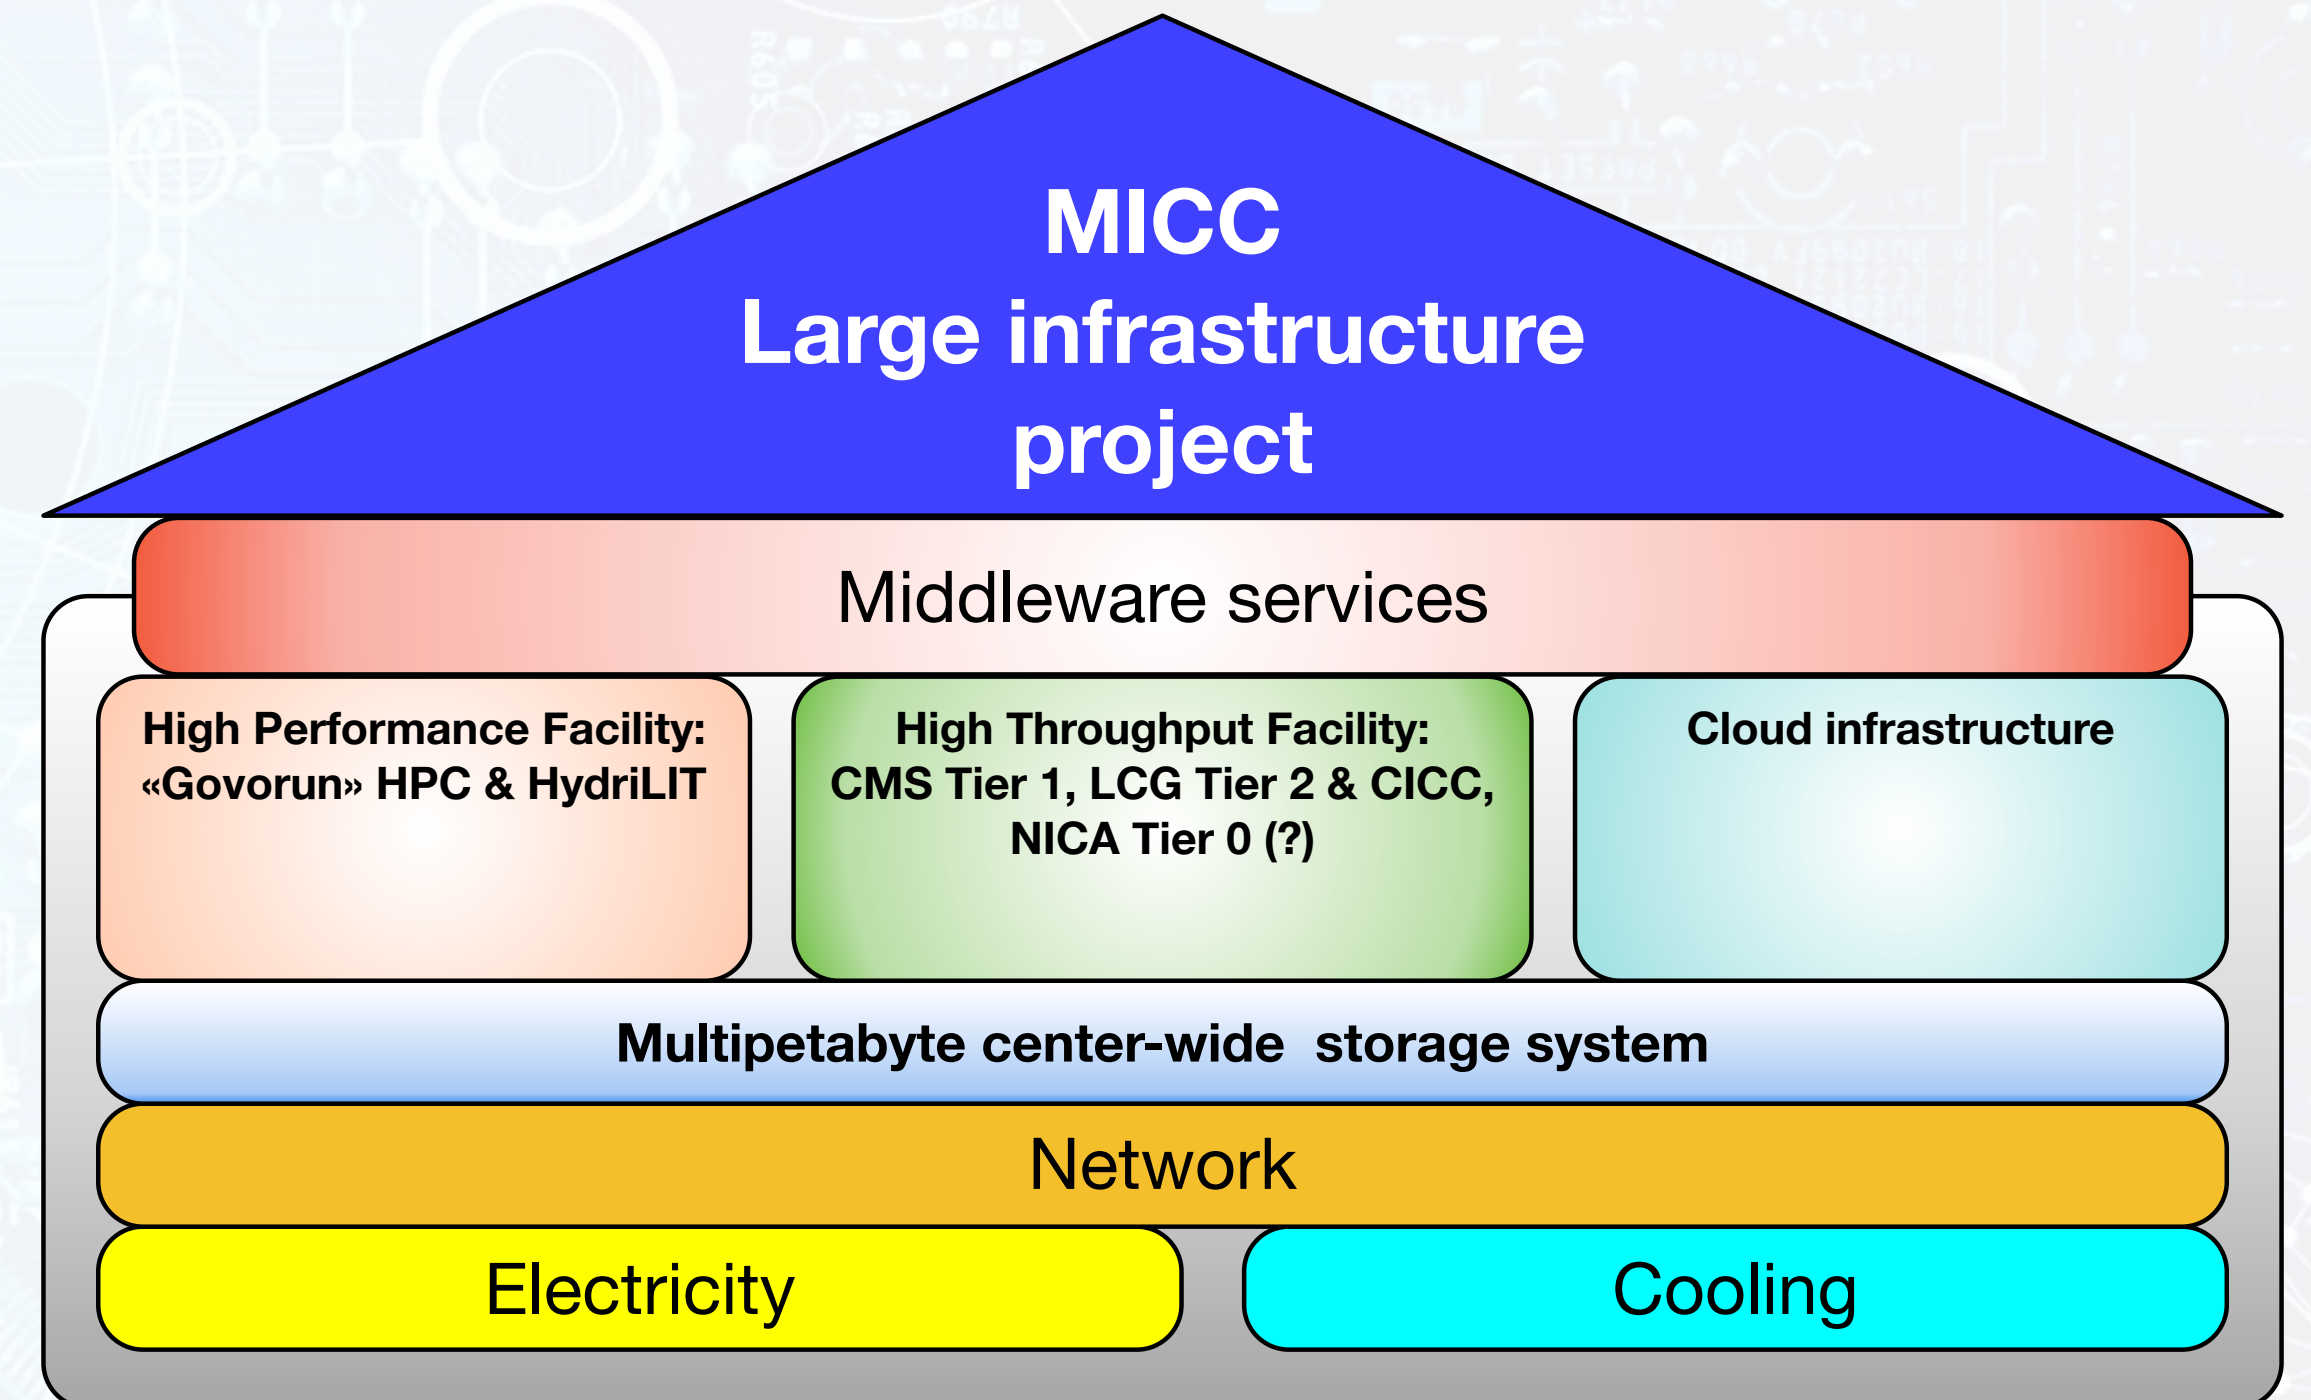 MICC
Large infrastructure
project
Middleware services
High Performance Facility:
«Govorun» HPC & HydriLIT
High Throughput Facility:
CMS Tier 1, LCG Tier 2 & CICC,
NICA Tier 0 (?)
Cloud infrastructure
Multipetabyte center-wide  storage system
Network
Electricity
Cooling